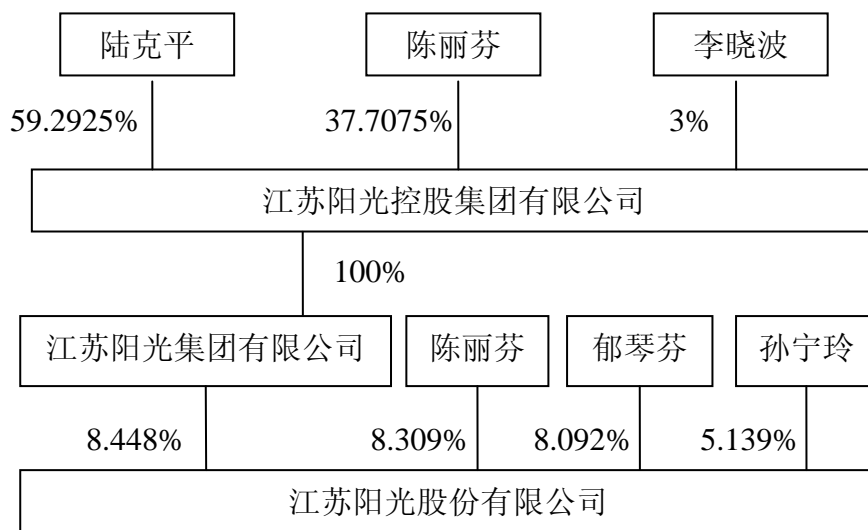 陆克平 陈丽芬 李晓波
59.2925% 37.7075% 3%
江苏阳光控股集团有限公司
100%
江苏阳光集团有限公司 陈丽芬 郁琴芬 孙宁玲
8.448% 8.309% 8.092% 5.139%
江苏阳光股份有限公司